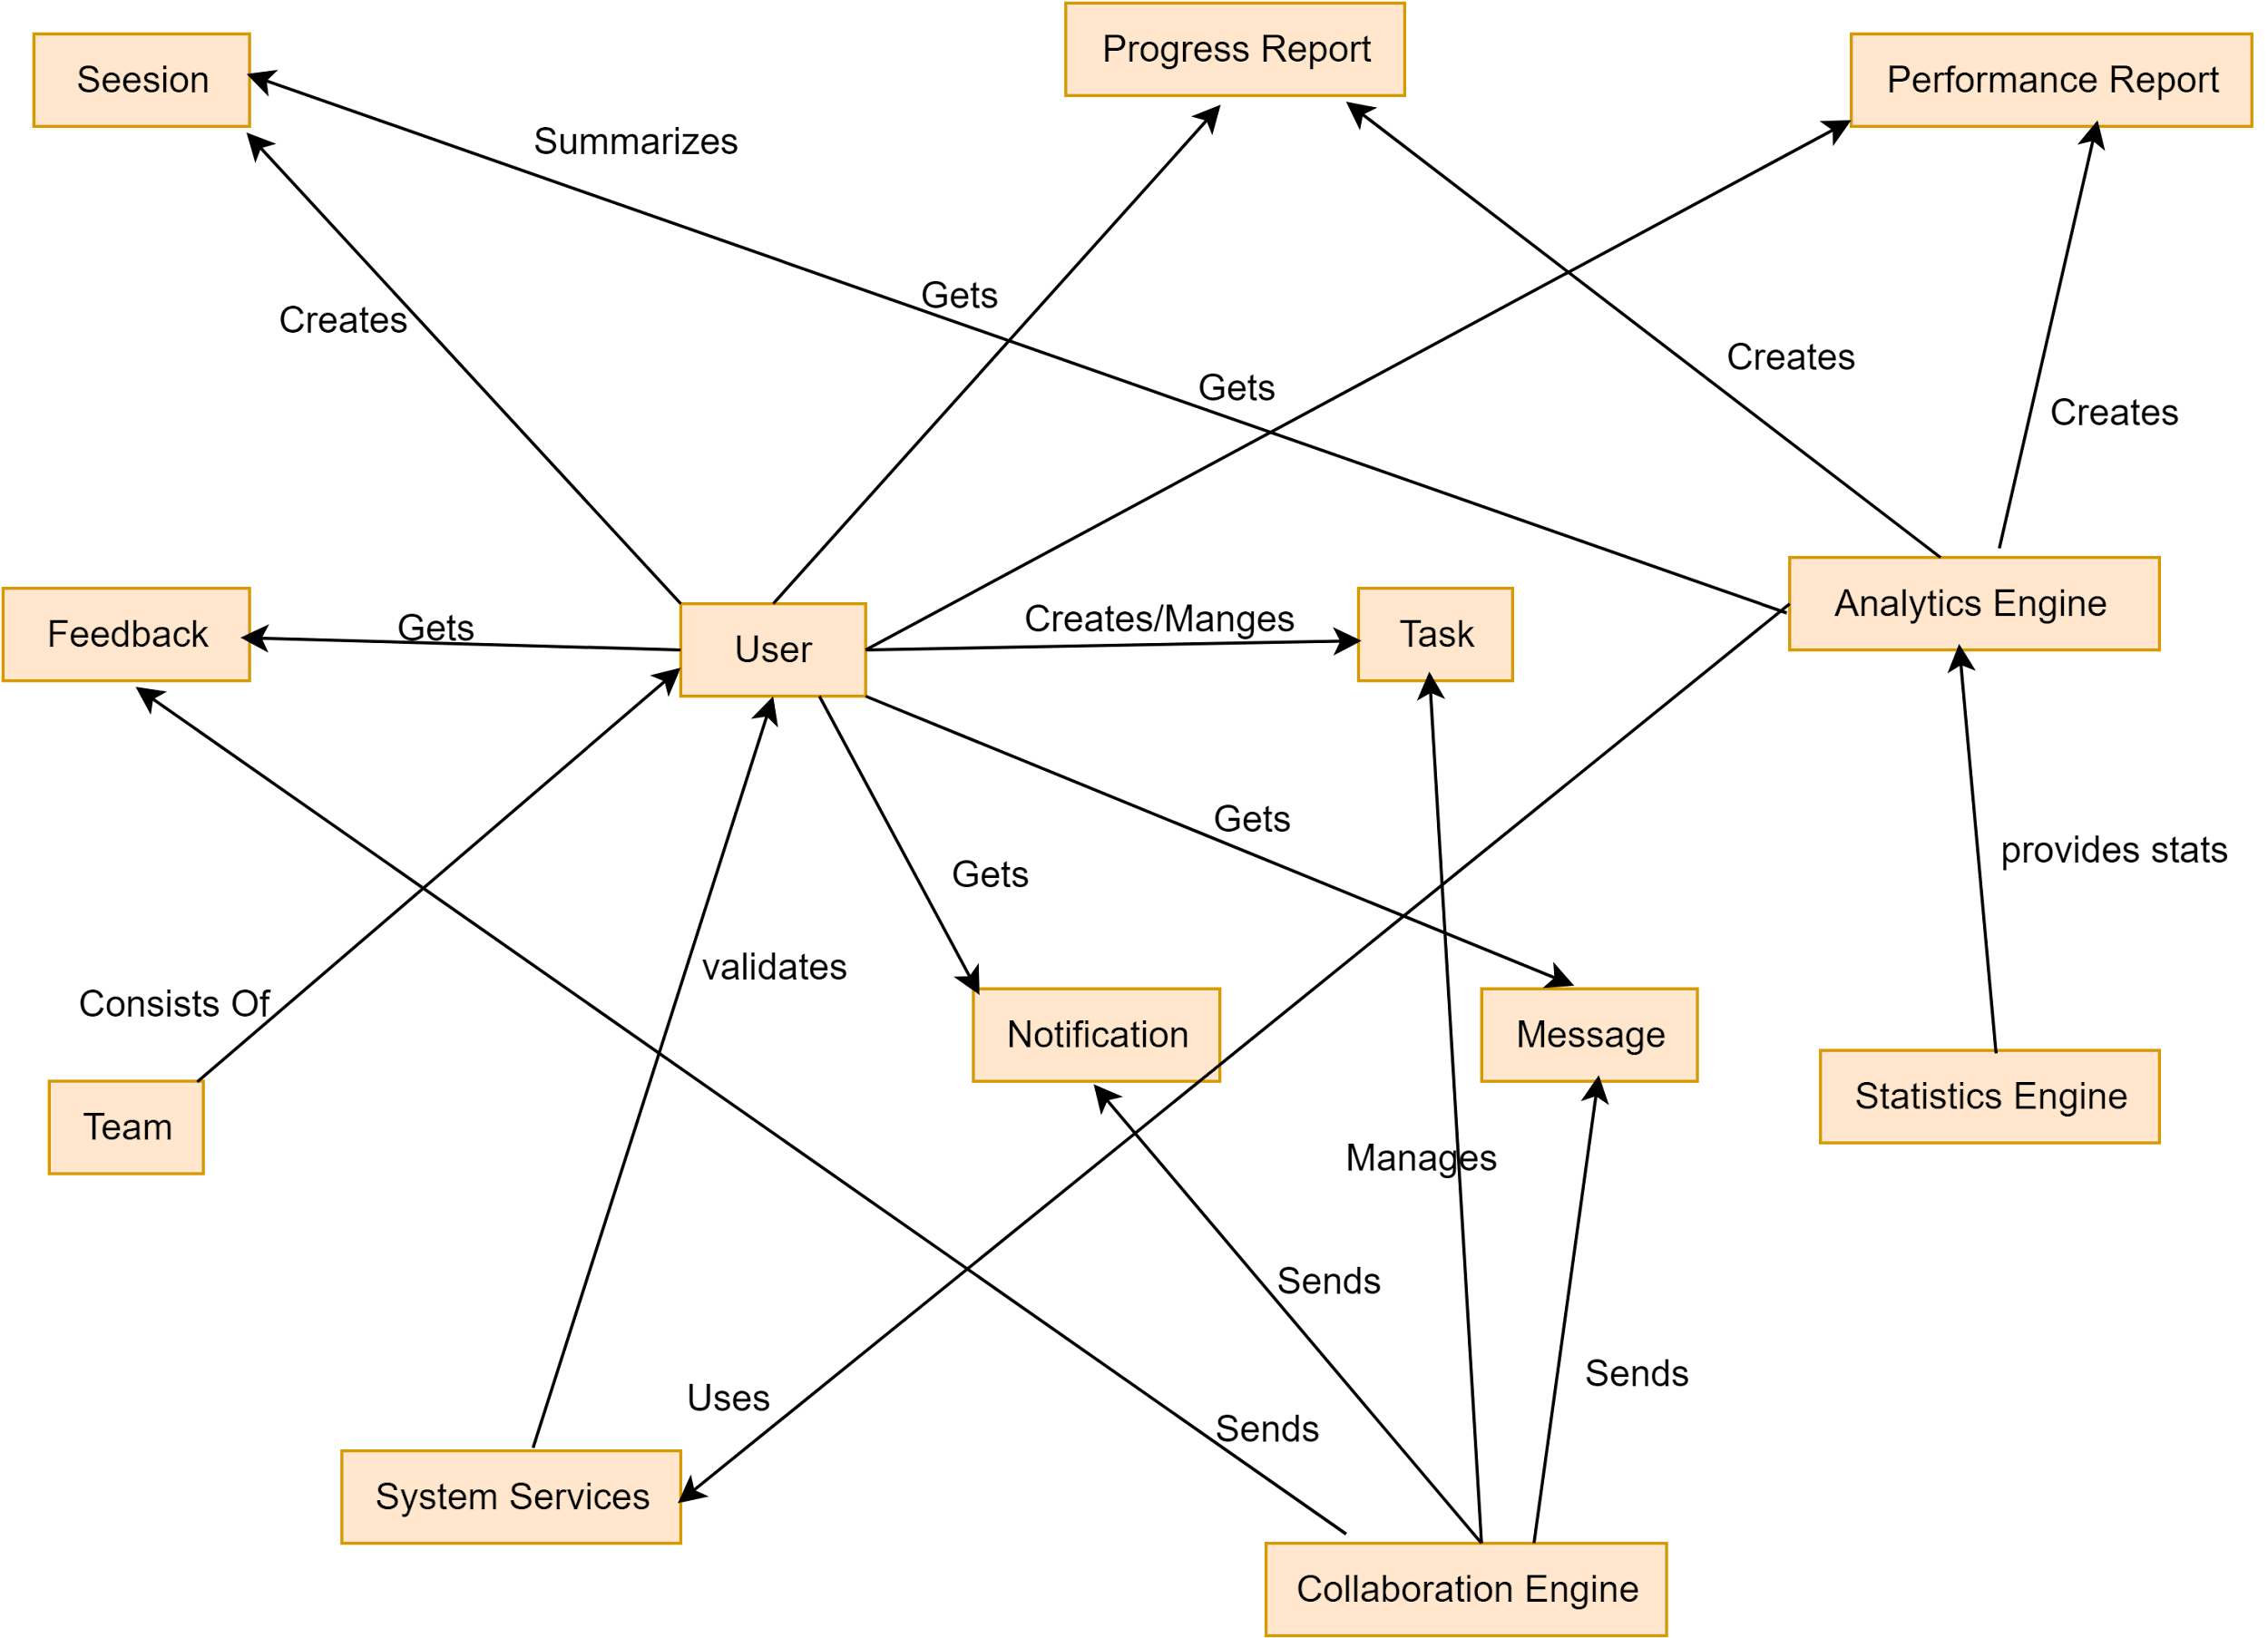 Progress Report
Seesion
Performance Report
Summarizes
Gets
Creates
Creates
Gets
Creates
Analytics Engine
Creates/Manges
Gets
Feedback
Task
User
Gets
provides stats
Gets
validates
Consists Of
Notification
Message
Statistics Engine
Team
Manages
Sends
Sends
Uses
Sends
System Services
Collaboration Engine